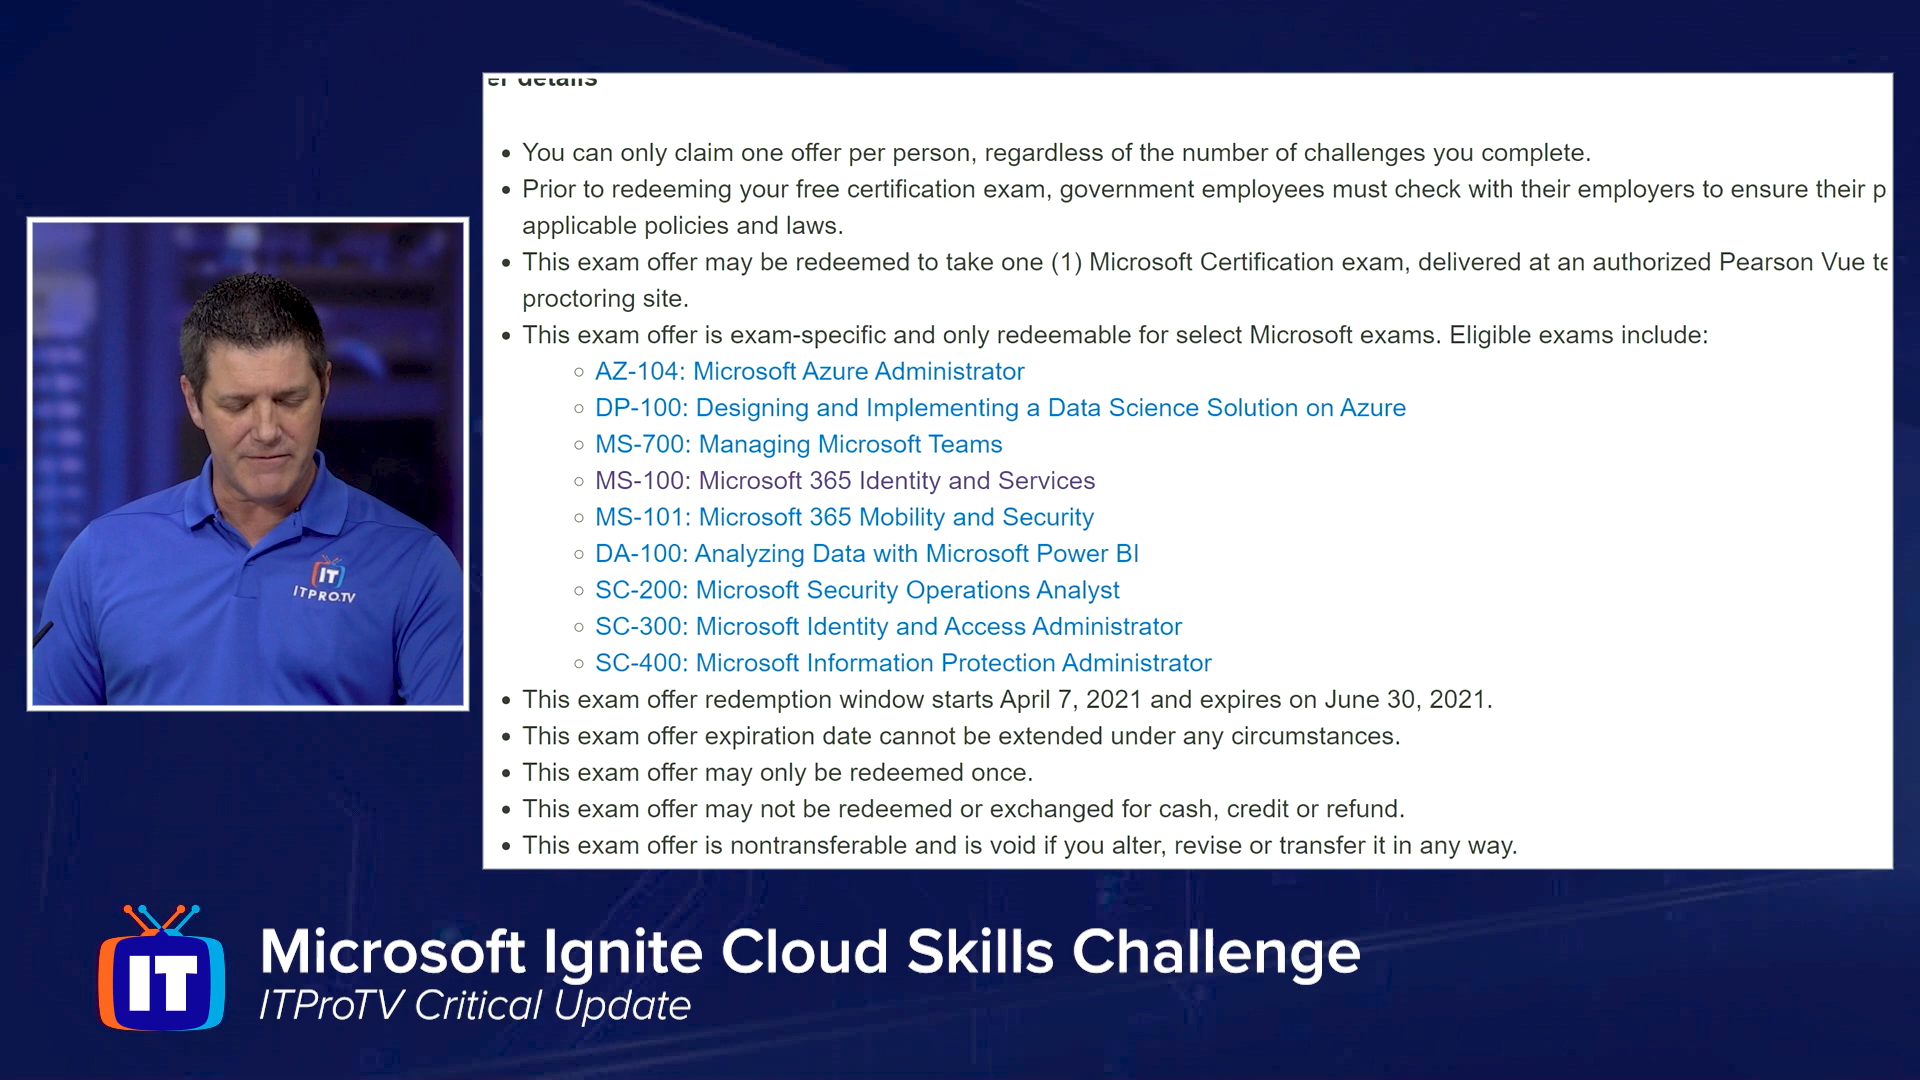 er details
You can only claim one offer per person, regardless of the number of challenges you complete.
Prior to redeeming your free certification exam, government employees must check with their employers to ensure their p
applicable policies and laws.
This exam offer may be redeemed to take one (1) Microsoft Certification exam, delivered at an authorized Pearson Vue te
proctoring site.
This exam offer is exam-specific and only redeemable for select Microsoft exams. Eligible exams include:
AZ-104: Microsoft Azure Administrator
DP-100: Designing and Implementing a Data Science Solution on Azure
MS-700: Managing Microsoft Teams
MS-100: Microsoft 365 Identity and Services
MS-101: Microsoft 365 Mobility and Security
DA-100: Analyzing Data with Microsoft Power BI
SC-200: Microsoft Security Operations Analyst
SC-300: Microsoft Identity and Access Administrator
SC-400: Microsoft Information Protection Administrator
This exam offer redemption window starts April 7, 2021 and expires on June 30, 2021.
This exam offer expiration date cannot be extended under any circumstances.
This exam offer may only be redeemed once.
This exam offer may not be redeemed or exchanged for cash, credit or refund.
This exam offer is nontransferable and is void if you alter, revise or transfer it in any way.
IT
ITPRO.TV
IT
Microsoft Ignite Cloud Skills Challenge
ITProTV Critical Update